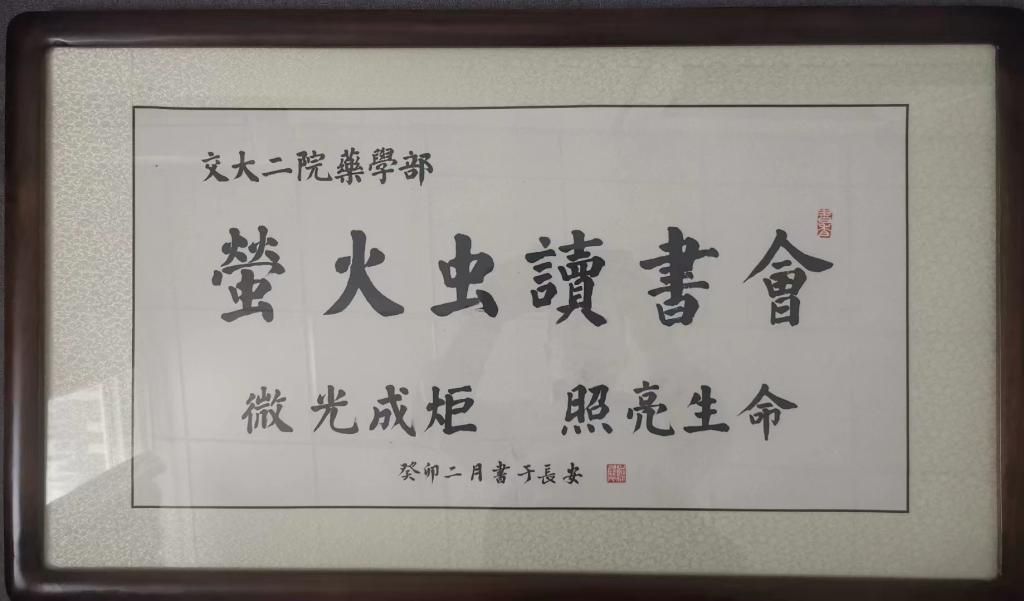 交大二院藥學部
螢火虫讀書會
微光成炬 照亮生命
癸卯二月書于長安